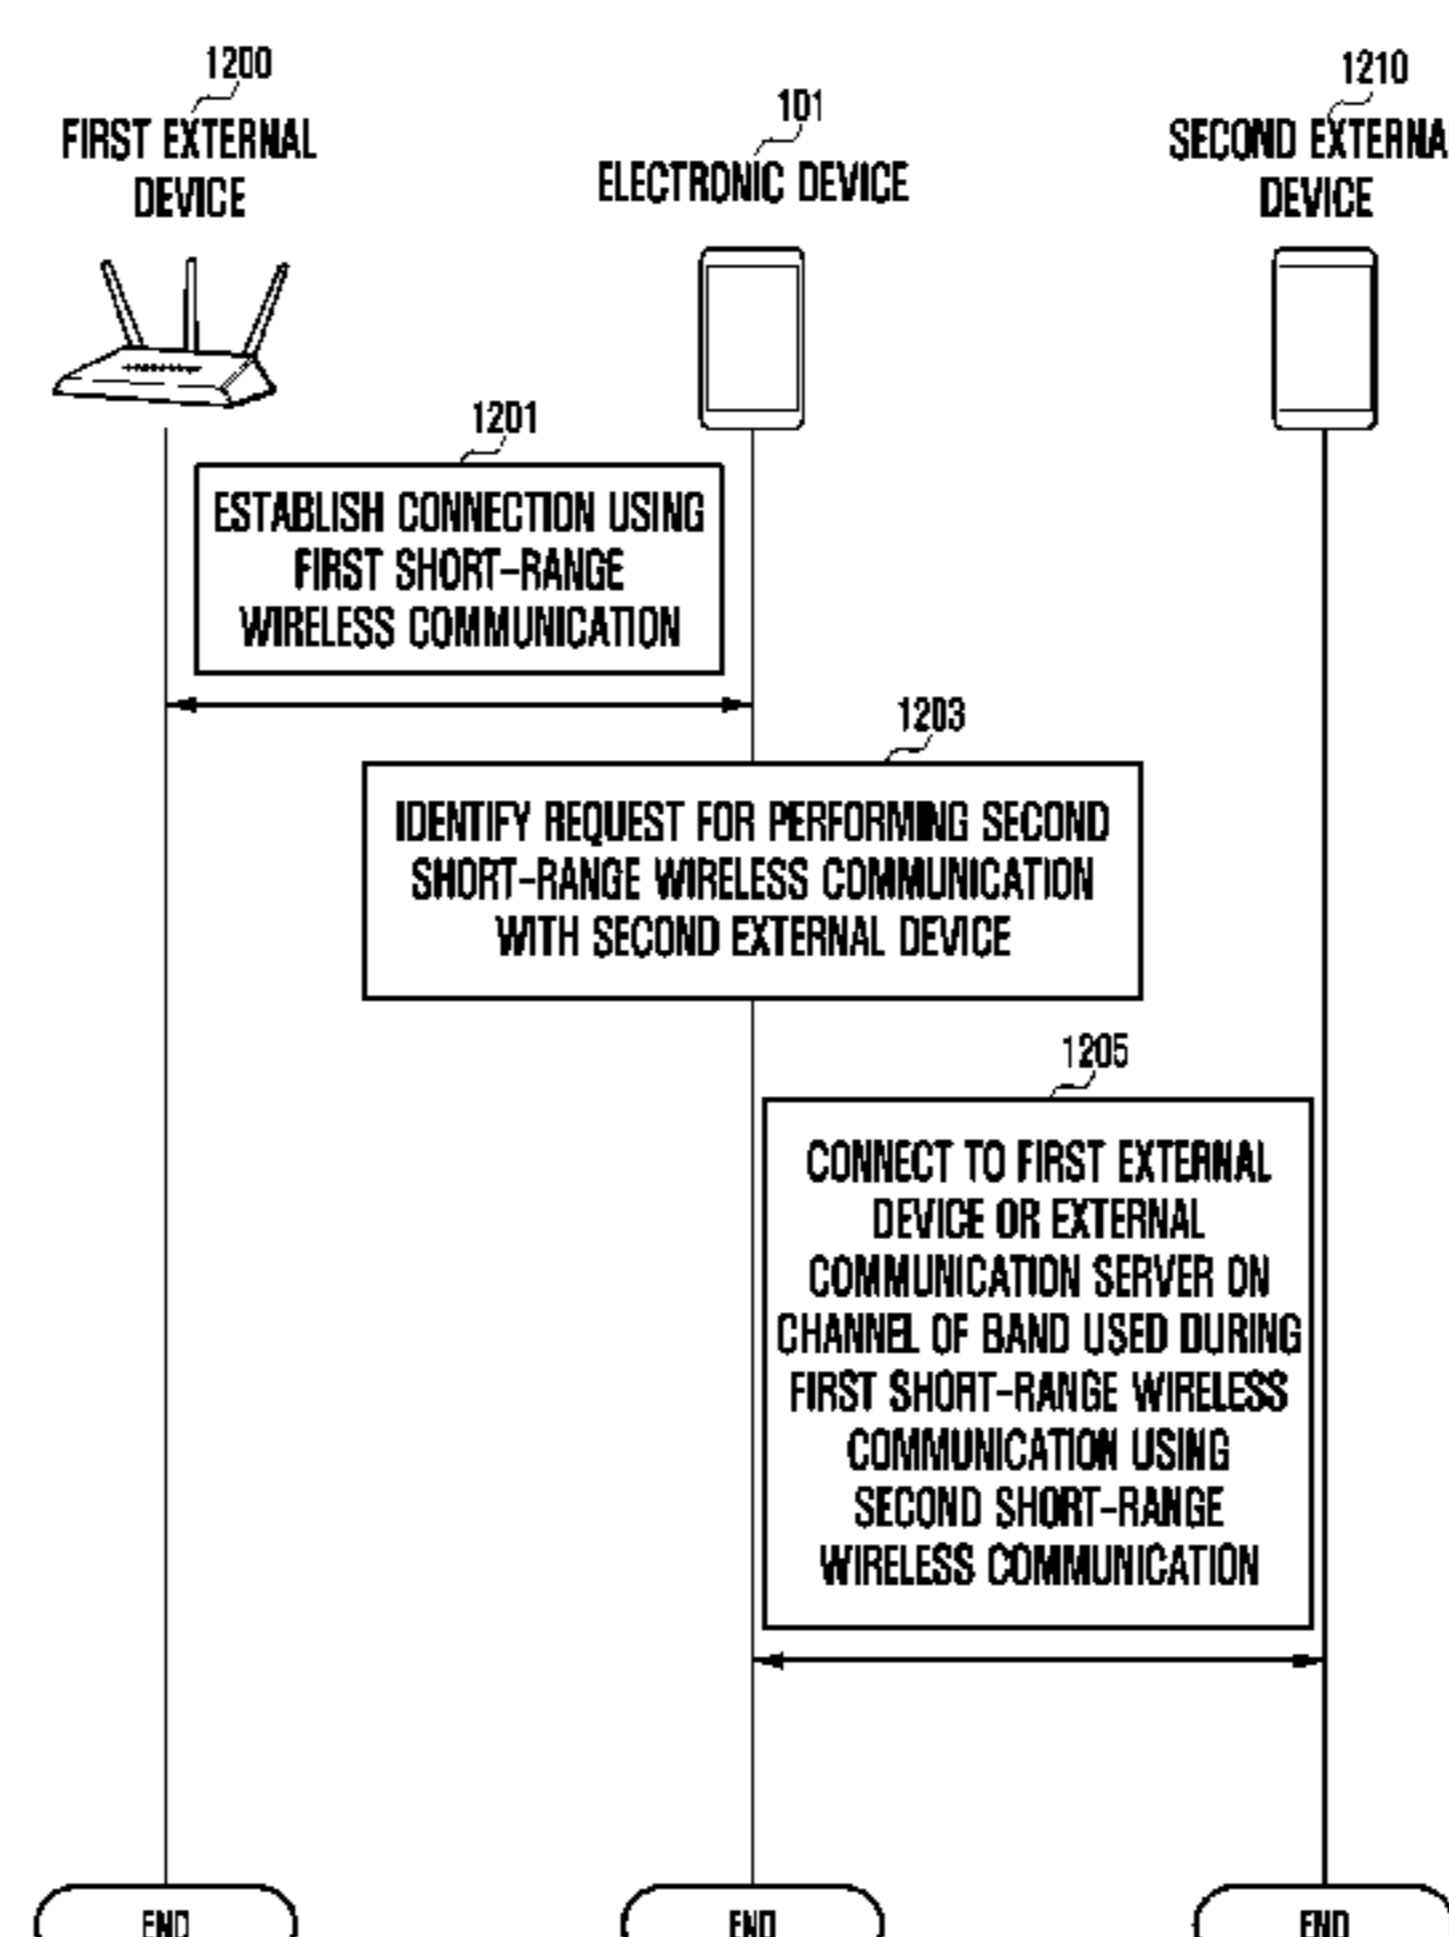 1200
FIRST EXTERNAL
DEVICE
101
ELECTRONIC DEVICE
1210
SECOND EXTERNA
DEVICE
1201
ESTABLISH CONNECTION USING
FIRST SHORT-RANGE
WIRELESS COMMUNICATION
1203
IDENTIFY REQUEST FOR PERFORMING SECOND
SHORT-RANGE WIRELESS COMMUNICATION
WITH SECOND EXTERNAL DEVICE
1205
CONNECT TO FIRST EXTERNAL
DEVICE OR EXTERNAL
COMMUNICATION SERVER ON
CHANNEL OF BAND USED DURING
FIRST SHORT-RANGE WIRELESS
COMMUNICATION USING
SECOND SHORT-RANGE
WIRELESS COMMUNICATION
END
END
END